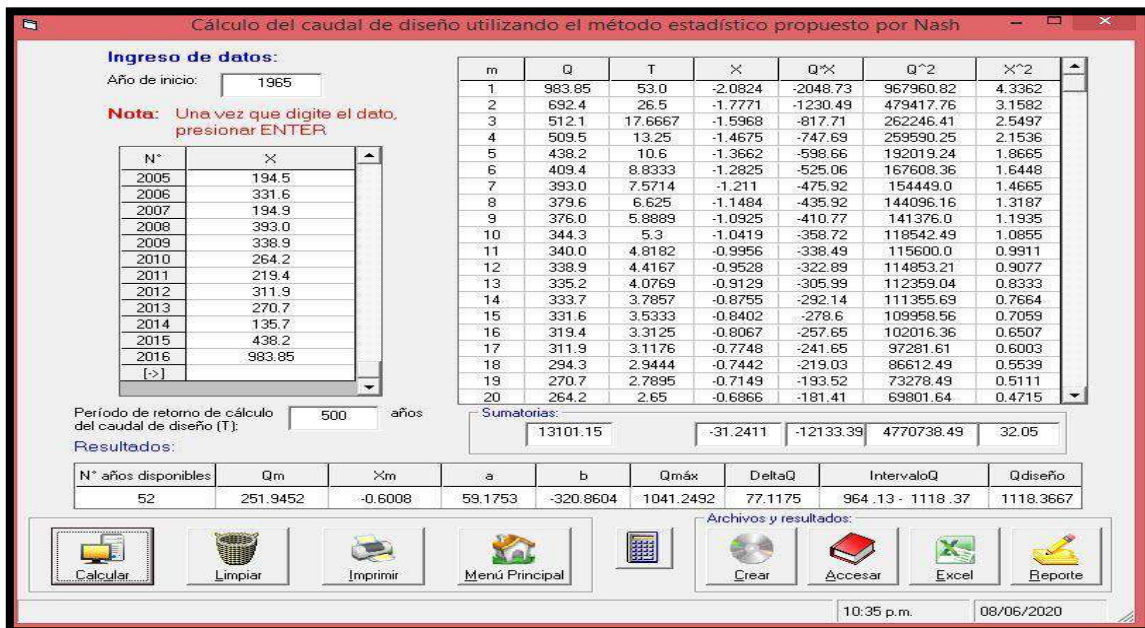 Cálculo del caudal de diseño utilizando el método estadístico propuesto por Nash
Ingreso de datos:
Año de inicio: 1965
Nota: Una vez que digite el dato,
presionar ENTER
N° X
2005 194.5
2006 331.6
2007 194.9
2008 393.0
2009 338.9
2010 264.2
2011 219.4
2012 311.9
2013 270.7
2014 135.7
2015 438.2
2016 983.85
[->]
Período de retorno de cálculo
del caudal de diseño (T): 500 años
m Q T X Q*X Q^2 X^2
1 983.85 53.0 -2.0824 -2048.73 967960.82 4.3362
2 692.4 26.5 -1.7771 -1230.49 479417.76 3.1582
3 512.1 17.6667 -1.5968 -817.71 262246.41 2.5497
4 509.5 13.25 -1.4675 -747.69 259590.25 2.1536
5 438.2 10.6 -1.3662 -598.66 192019.24 1.8665
6 409.4 8.8333 -1.2825 -525.06 167608.36 1.6448
7 393.0 7.5714 -1.211 -475.92 154449.0 1.4665
8 379.6 6.625 -1.1484 -435.92 144096.16 1.3187
9 376.0 5.8889 -1.0925 -410.77 141376.0 1.1935
10 344.3 5.3 -1.0419 -358.72 118542.49 1.0855
11 340.0 4.8182 -0.9956 -338.49 115600.0 0.9911
12 338.9 4.4167 -0.9528 -322.89 114853.21 0.9077
13 335.2 4.0769 -0.9129 -305.99 112359.04 0.8333
14 333.7 3.7857 -0.8755 -292.14 111355.69 0.7664
15 331.6 3.5333 -0.8402 -278.6 109958.56 0.7059
16 319.4 3.3125 -0.8067 -257.65 102016.36 0.6507
17 311.9 3.1176 -0.7748 -241.65 97281.61 0.6003
18 294.3 2.9444 -0.7442 -219.03 86612.49 0.5539
19 270.7 2.7895 -0.7149 -193.52 73278.49 0.5111
20 264.2 2.65 -0.6866 -181.41 69801.64 0.4715
Sumatorias:
13101.15 -31.2411 -12133.39 4770738.49 32.05
Resultados:
N° años disponibles Qm Xm a b Qmáx DeltaQ IntervaloQ Qdiseño
52 251.9452 -0.6008 59.1753 -320.8604 1041.2492 77.1175 964 .13 - 1118 .37 1118.3667
Archivos y resultados:
Calcular Limpiar Imprimir Menú Principal Crear Accesar Excel Reporte
10:35 p.m. 08/06/2020